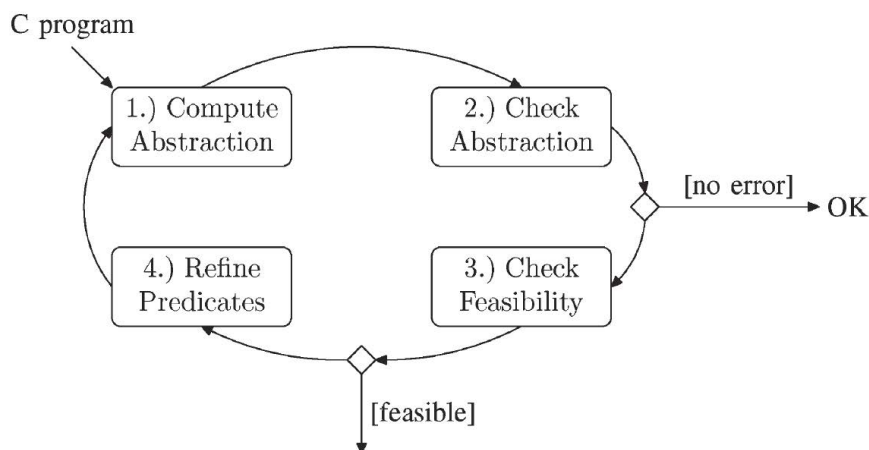 C program
1.) Compute
Abstraction
2.) Check
Abstraction
[no error]
OK
4.) Refine
Predicates
3.) Check
Feasibility
[feasible]